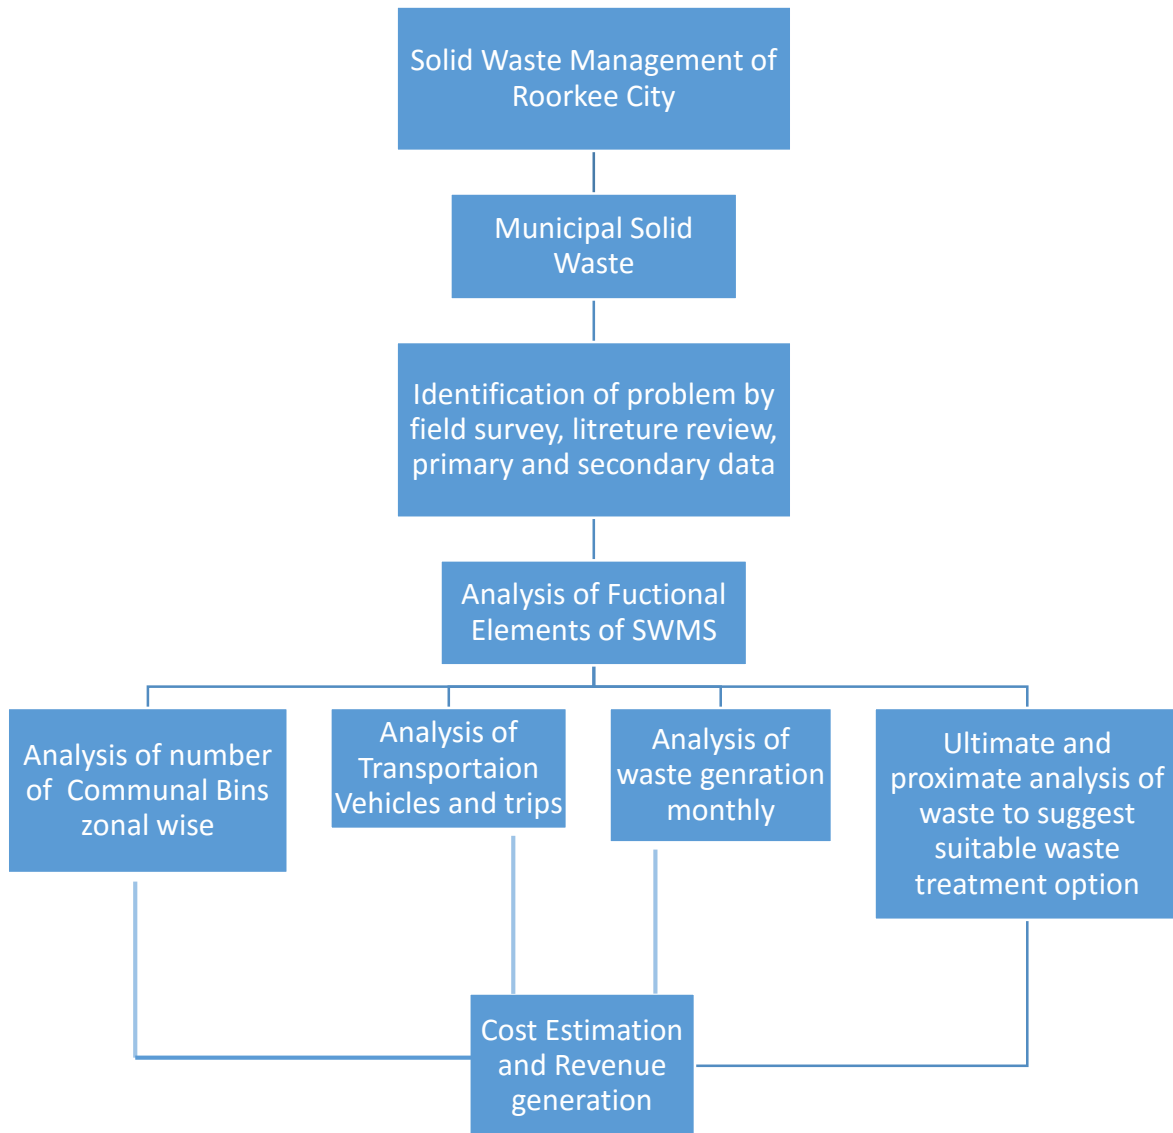 Solid Waste Management of
Roorkee City
Municipal Solid
Waste
Identification of problem by
field survey, litreture review,
primary and secondary data
Analysis of Fuctional
Elements of SWMS
Analysis of number
of Communal Bins
zonal wise
Analysis of
Transportaion
Vehicles and trips
Analysis of
waste genration
monthly
Ultimate and
proximate analysis of
waste to suggest
suitable waste
treatment option
Cost Estimation
and Revenue
generation